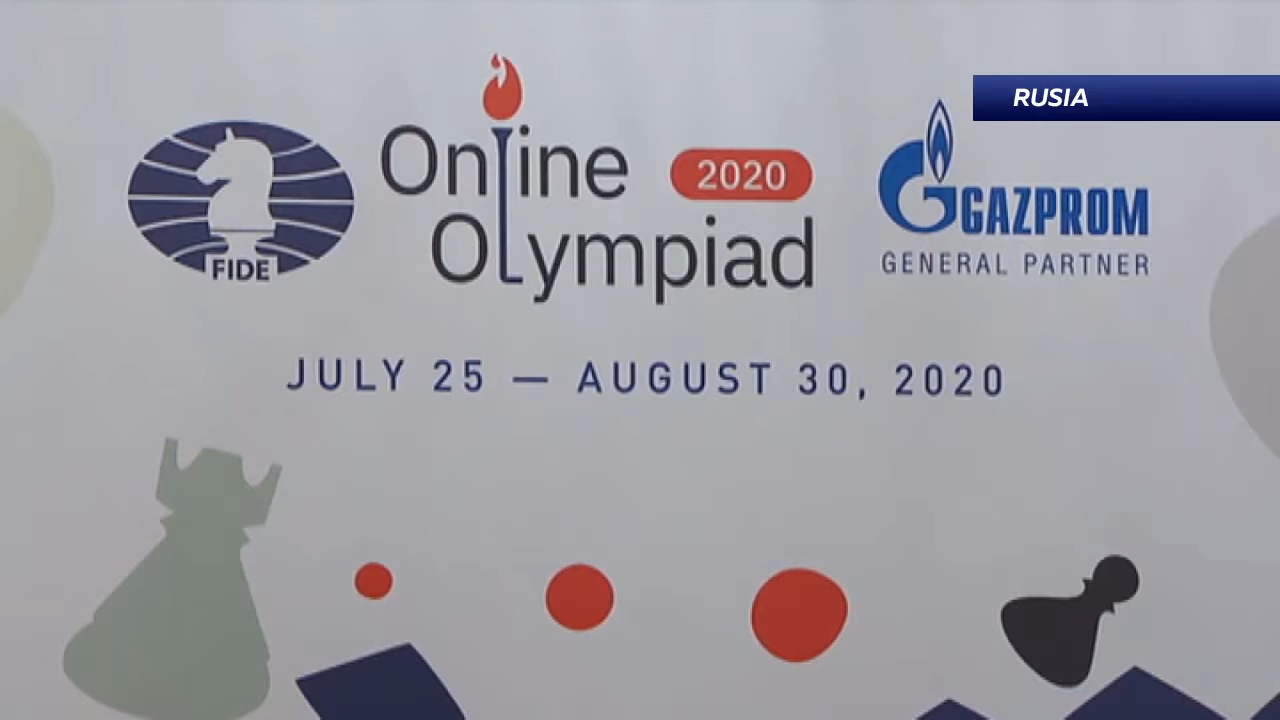 RUSIA
FIDE
Online 2020
Olympiad
GAZPROM
GENERAL PARTNER
JULY 25 — AUGUST 30, 2020